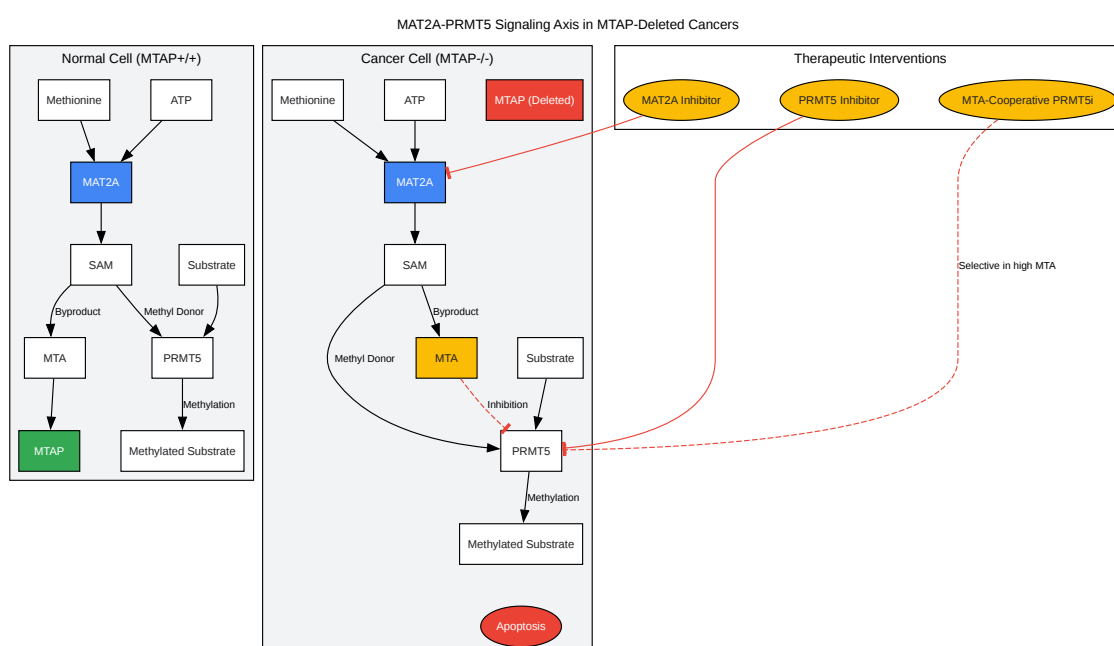 MAT2A-PRMT5 Signaling Axis in MTAP-Deleted Cancers
Normal Cell (MTAP+/+)
Methionine
ATP
MAT2A
SAM
Substrate
Byproduct
Methyl Donor
MTA
PRMT5
Methylation
MTAP
Methylated Substrate
Cancer Cell (MTAP-/-)
Methionine
ATP
MTAP (Deleted)
MAT2A
SAM
Byproduct
Methyl Donor
MTA
Substrate
Inhibition
PRMT5
Methylation
Methylated Substrate
Apoptosis
Therapeutic Interventions
MAT2A Inhibitor
PRMT5 Inhibitor
MTA-Cooperative PRMT5i
Selective in high MTA